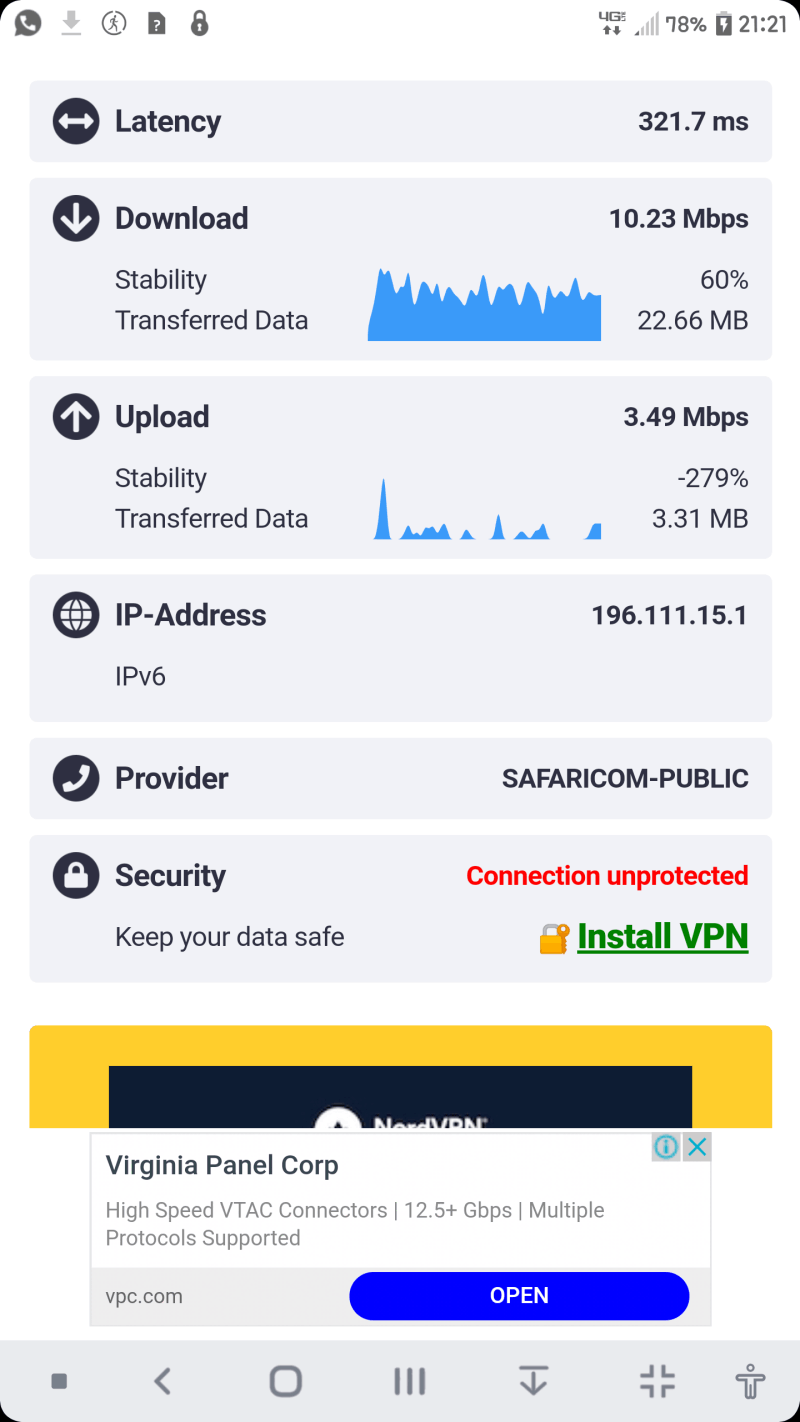 4GE 78% 21:21
Latency 321.7 ms
Download 10.23 Mbps
Stability 60%
Transferred Data 22.66 MB
Upload 3.49 Mbps
Stability -279%
Transferred Data 3.31 MB
IP-Address 196.111.15.1
IPv6
Provider SAFARICOM-PUBLIC
Security Connection unprotected
Keep your data safe Install VPN
NordVPN
Virginia Panel Corp
High Speed VTAC Connectors | 12.5+ Gbps | Multiple
Protocols Supported
vpc.com OPEN